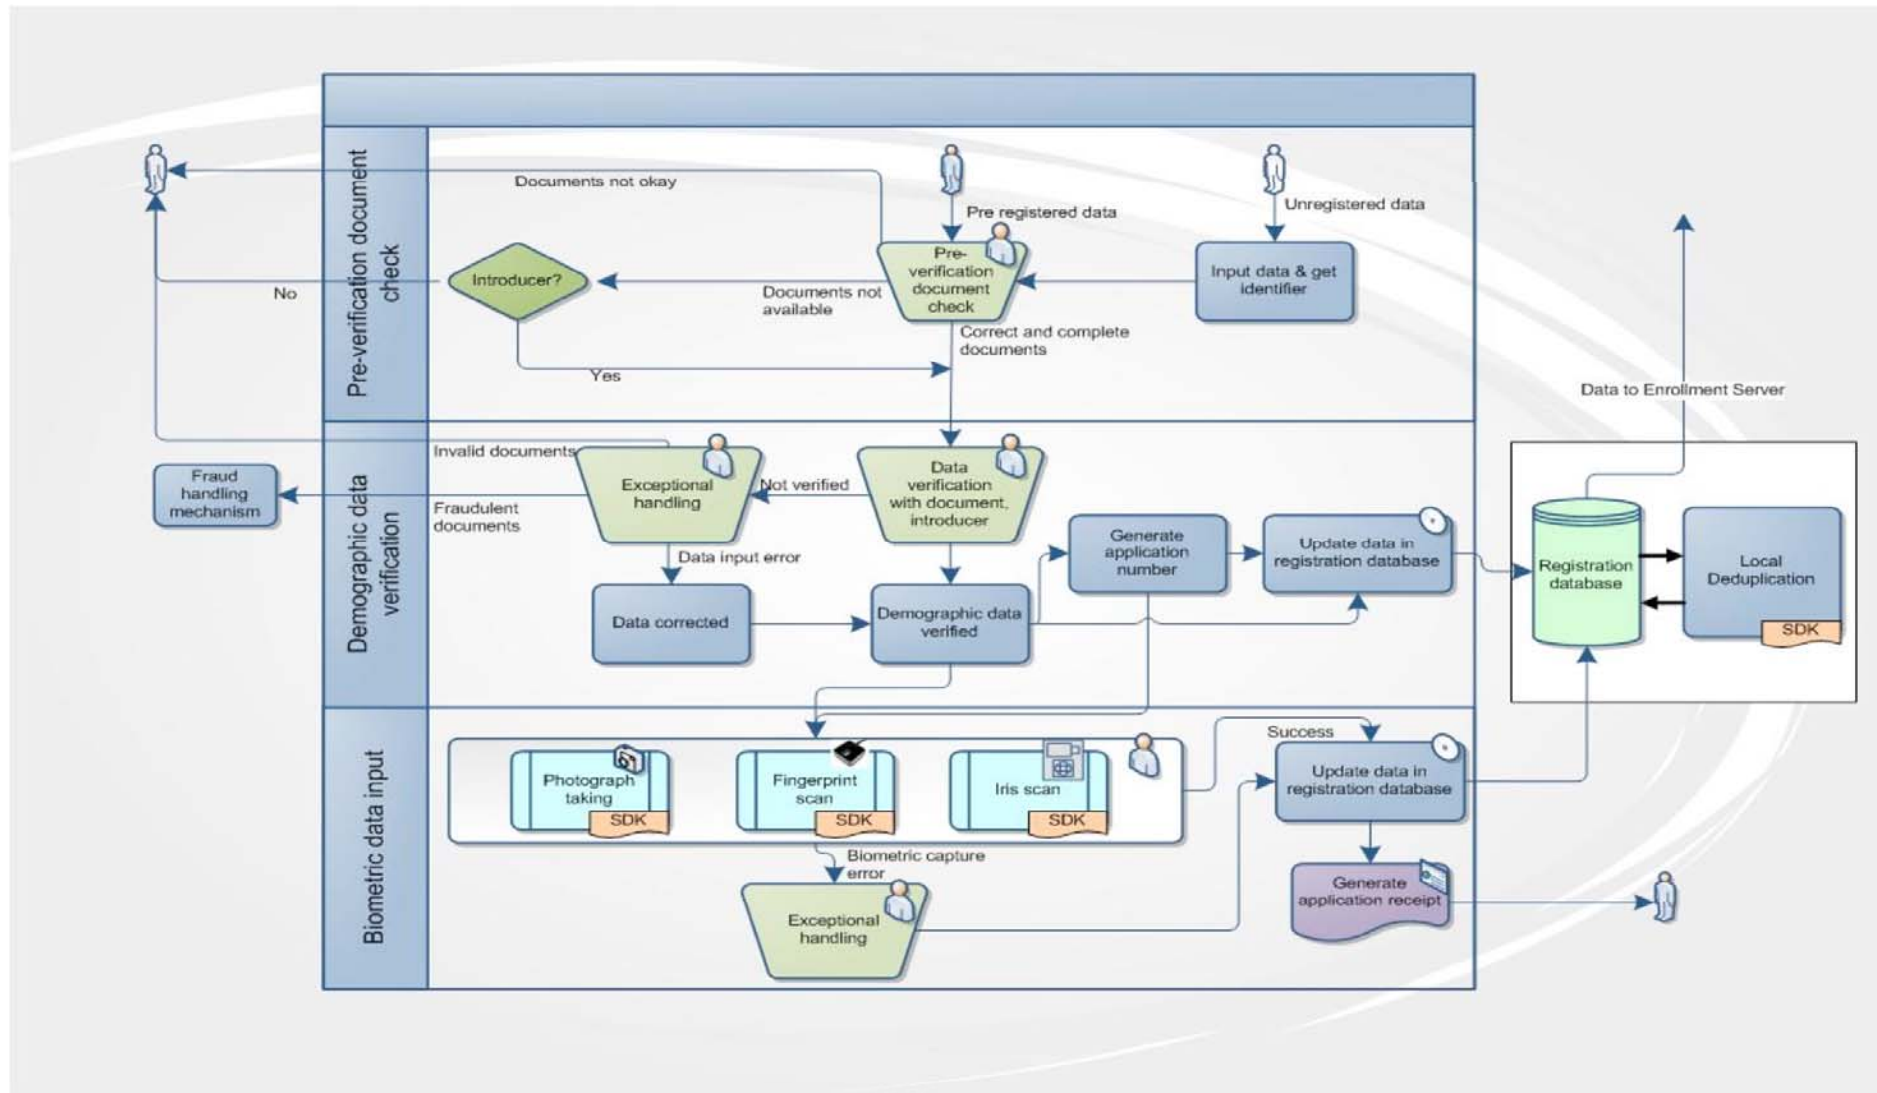 Pre-verification document
check
Documents not okay
Pre registered data
Unregistered data
Introducer?
No
Yes
Documents not
available
Pre-
verification
document
check
Input data & get
identifier
Correct and complete
documents
Data to Enrollment Server
Demographic data
verification
Invalid documents
Fraud
handling
mechanism
Fraudulent
documents
Exceptional
handling
Not verified
Data
verification
with document,
introducer
Data input error
Data corrected
Demographic data
verified
Generate
application
number
Update data in
registration database
Registration
database
Local
Deduplication
SDK
Biometric data input
Photograph
taking
SDK
Fingerprint
scan
SDK
Iris scan
SDK
Success
Update data in
registration database
Biometric capture
error
Exceptional
handling
Generate
application receipt